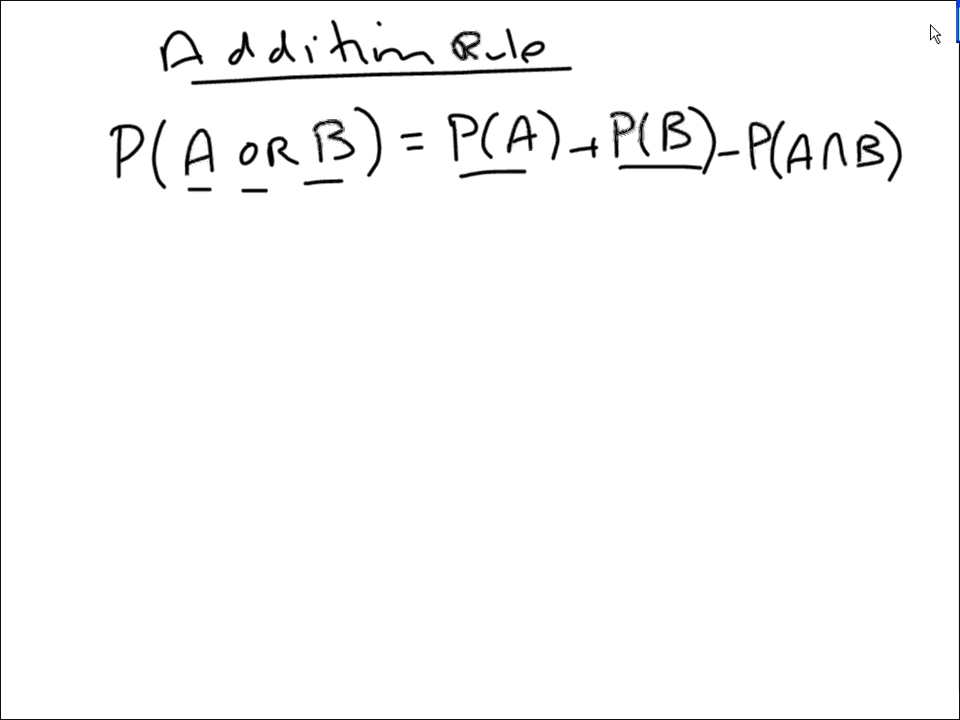 Addition Rule
P(A OR B) = P(A) + P(B) - P(A∩B)